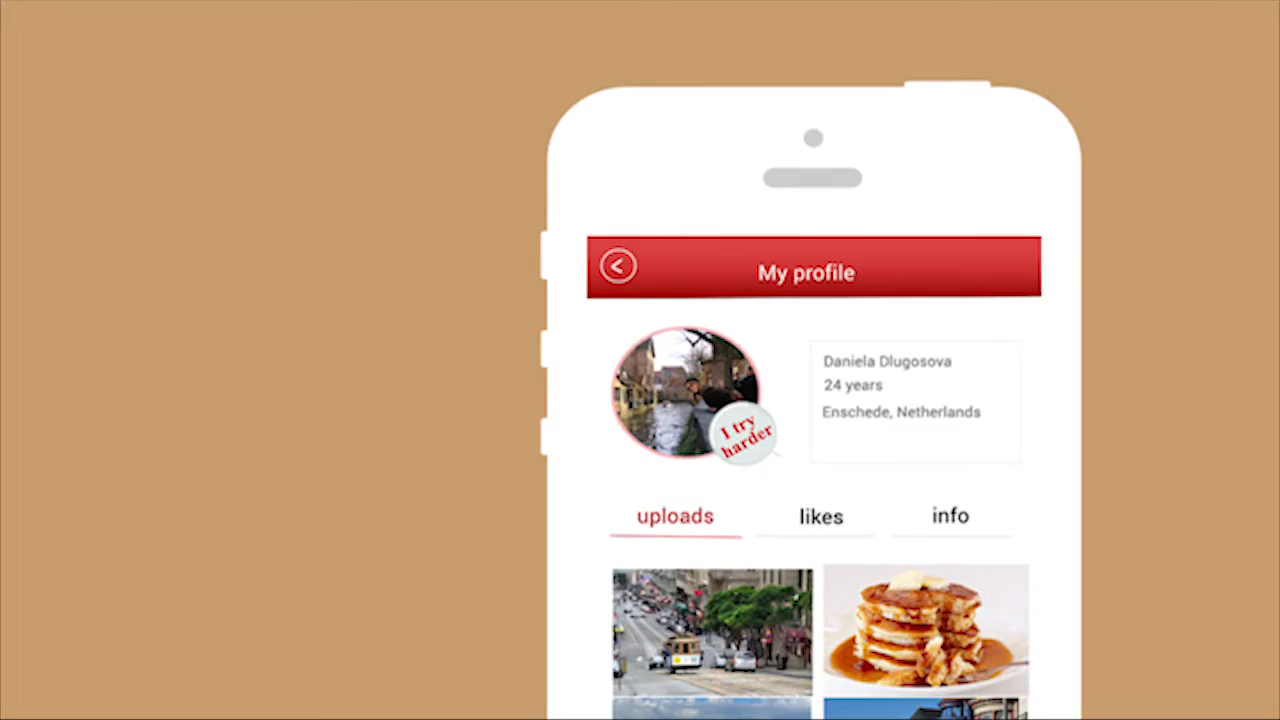 <
My profile
Daniela Dlugosova
24 years
Enschede, Netherlands
I try
harder
uploads
likes
info